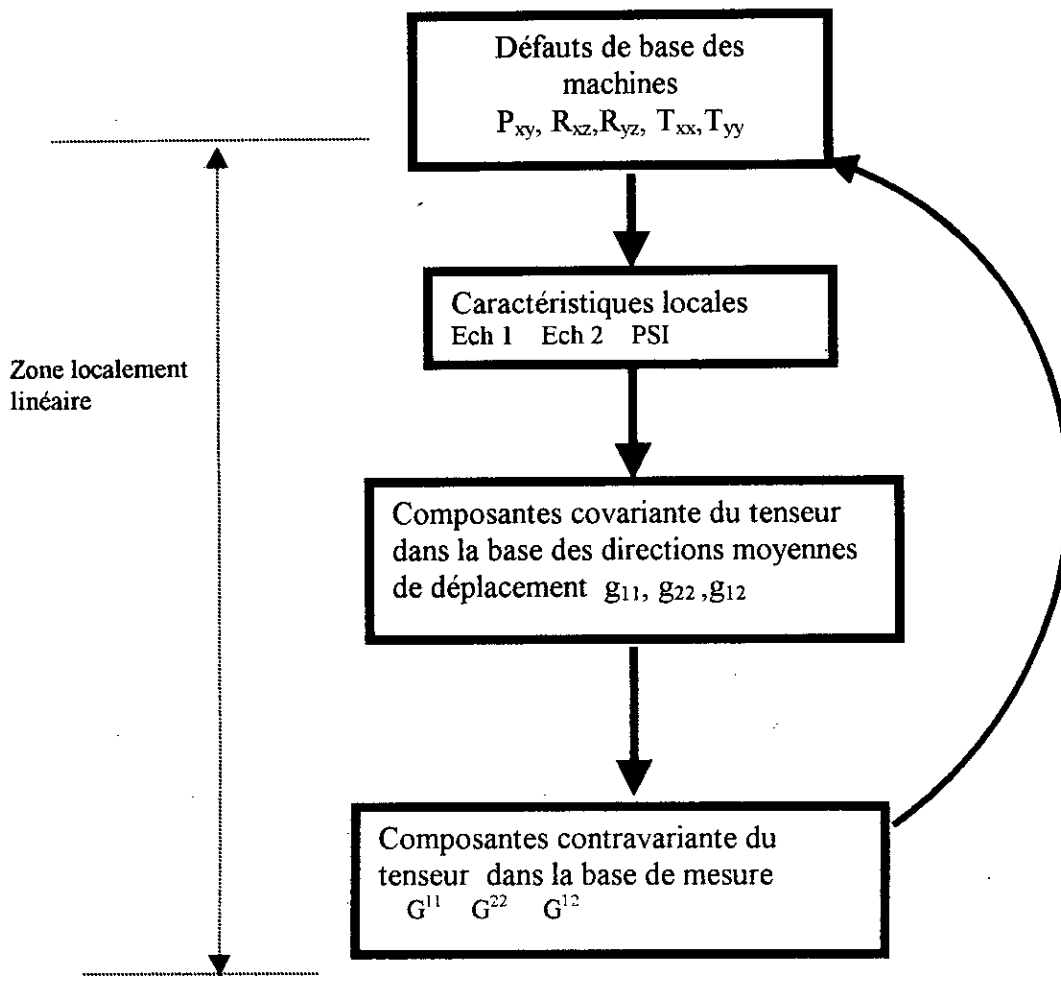 Défauts de base des
machines
Pxy, Rxz,Ryz, Txx,Tyy
Caractéristiques locales
Ech 1 Ech 2 PSI
Zone localement
linéaire
Composantes covariante du tenseur
dans la base des directions moyennes
de déplacement g11, g22 ,g12
Composantes contravariante du
tenseur dans la base de mesure
G11 G22 G12